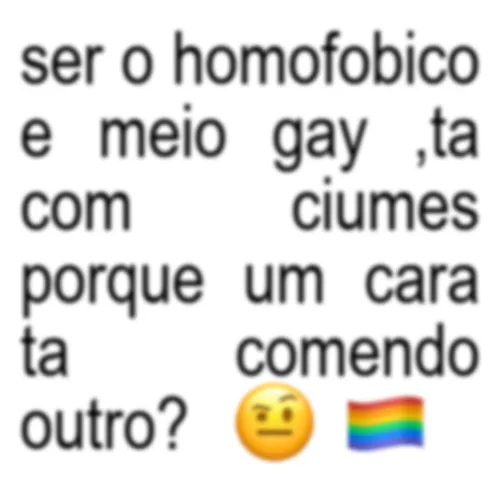 ser o homofobico
e meio gay ,ta
com ciumes
porque um cara
ta comendo
outro? 🤨 🏳️‍🌈